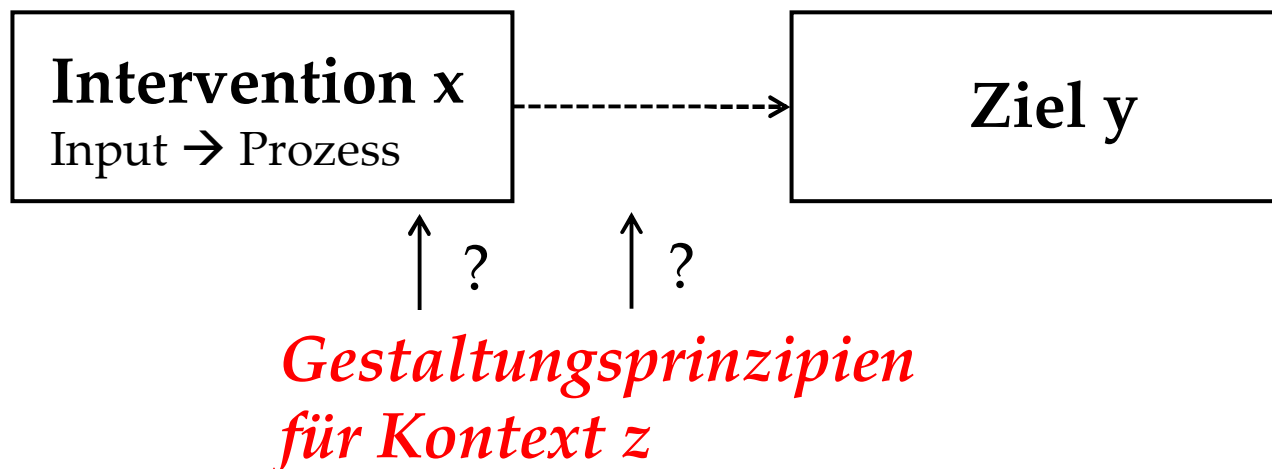 Intervention x
Input → Prozess
Ziel y
?
?
Gestaltungsprinzipien
für Kontext z